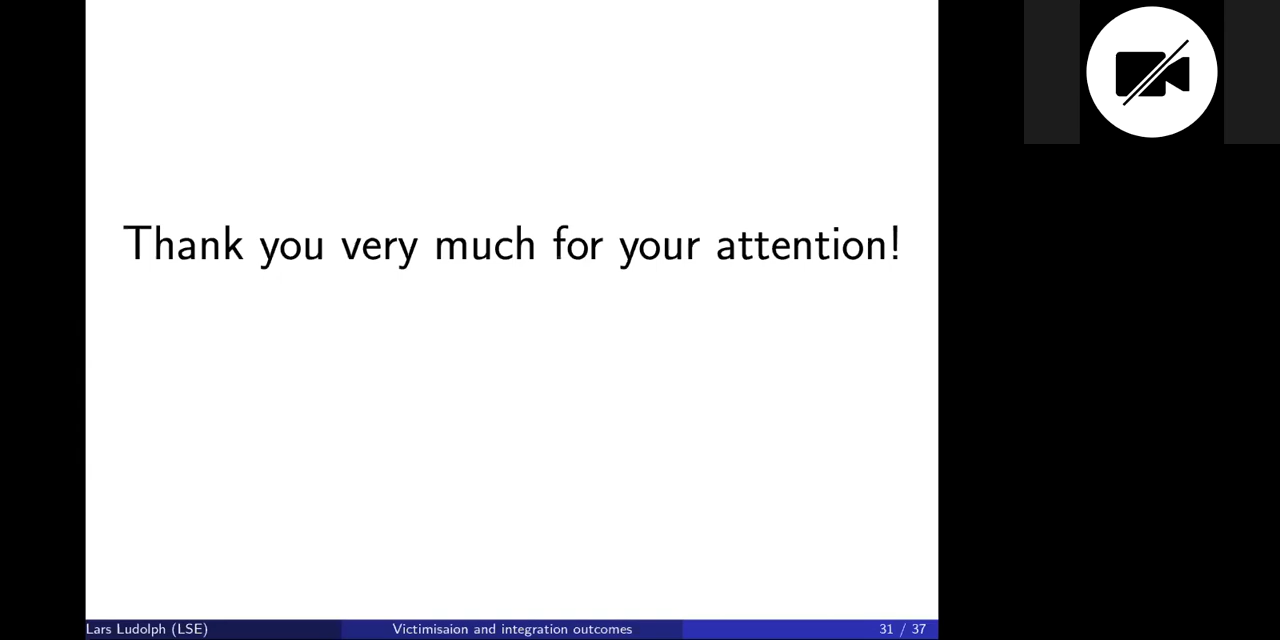 Thank you very much for your attention!
Lars Ludolph (LSE)
Victimisaion and integration outcomes
31 / 37